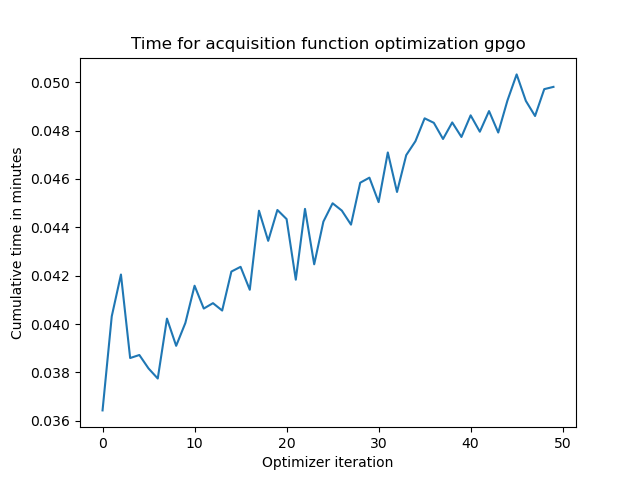 Time for acquisition function optimization gpgo
Cumulative time in minutes
0.050
0.048
0.046
0.044
0.042
0.040
0.038
0.036
0 10 20 30 40 50
Optimizer iteration